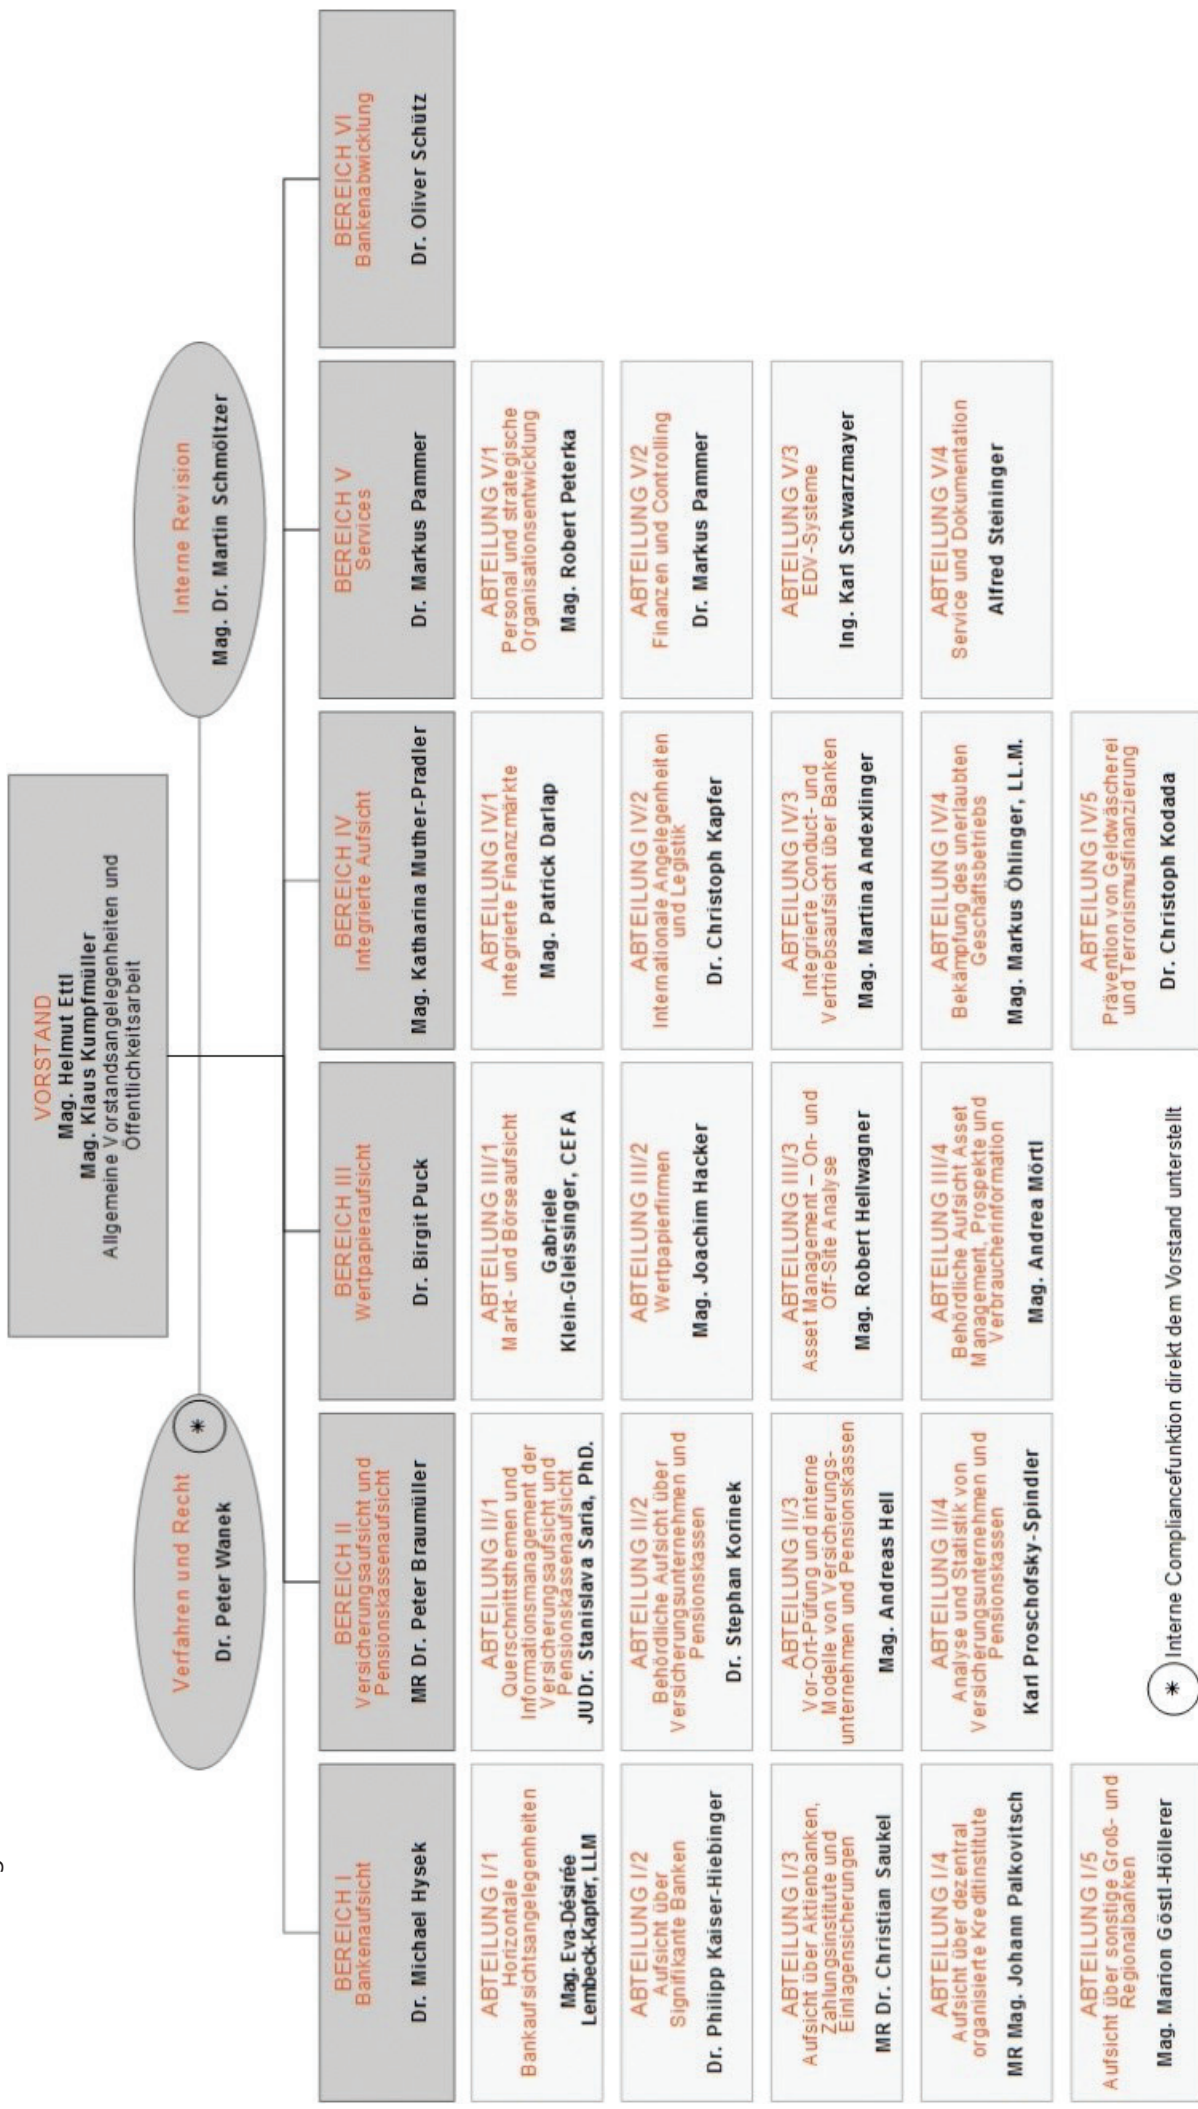 VORSTAND
Mag. Helmut Ettl
Mag. Klaus Kumpfmüller
Allgemeine Vorstandsangelegenheiten und
Öffentlichkeitsarbeit
Verfahren und Recht
Dr. Peter Wanek
*
Interne Revision
Mag. Dr. Martin Schmöltzer
BEREICH I
Bankenaufsicht
Dr. Michael Hysek
ABTEILUNG I/1
Horizontale
Bankaufsichtsangelegenheiten
Mag. Eva-Désirée
Lembeck-Kapfer, LLM
ABTEILUNG I/2
Aufsicht über
Signifikante Banken
Dr. Philipp Kaiser-Hiebinger
ABTEILUNG I/3
Aufsicht über Aktienbanken,
Zahlungsinstitute und
Einlagensicherungen
MR Dr. Christian Saukel
ABTEILUNG I/4
Aufsicht über dezentral
organisierte Kreditinstitute
MR Mag. Johann Palkovitsch
ABTEILUNG I/5
Aufsicht über sonstige Groß- und
Regionalbanken
Mag. Marion Göstl-Höllerer
BEREICH II
Versicherungsaufsicht und
Pensionskassenaufsicht
MR Dr. Peter Braumüller
ABTEILUNG II/1
Querschnittsthemen und
Informationsmanagement der
Versicherungsaufsicht und
Pensionskassenaufsicht
JUDr. Stanislava Saria, PhD.
ABTEILUNG II/2
Behördliche Aufsicht über
Versicherungsunternehmen und
Pensionskassen
Dr. Stephan Korinek
ABTEILUNG II/3
Vor-Ort-Prüfung und interne
Modelle von Versicherungs-
unternehmen und Pensionskassen
Mag. Andreas Hell
ABTEILUNG II/4
Analyse und Statistik von
Versicherungsunternehmen und
Pensionskassen
Karl Proschofsky-Spindler
BEREICH III
Wertpapieraufsicht
Dr. Birgit Puck
ABTEILUNG III/1
Markt- und Börseaufsicht
Gabriele
Klein-Gleissinger, CEFA
ABTEILUNG III/2
Wertpapierfirmen
Mag. Joachim Hacker
ABTEILUNG III/3
Asset Management – On- und
Off-Site Analyse
Mag. Robert Hellwagner
ABTEILUNG III/4
Behördliche Aufsicht Asset
Management, Prospekte und
Verbraucherinformation
Mag. Andrea Mörtl
BEREICH IV
Integrierte Aufsicht
Mag. Katharina Muther-Pradler
ABTEILUNG IV/1
Integrierte Finanzmärkte
Mag. Patrick Darlap
ABTEILUNG IV/2
Internationale Angelegenheiten
und Legistik
Dr. Christoph Kapfer
ABTEILUNG IV/3
Integrierte Conduct- und
Vertriebsaufsicht über Banken
Mag. Martina Andexlinger
ABTEILUNG IV/4
Bekämpfung des unerlaubten
Geschäftsbetriebs
Mag. Markus Öhlinger, LL.M.
ABTEILUNG IV/5
Prävention von Geldwäscherei
und Terrorismusfinanzierung
Dr. Christoph Kodada
BEREICH V
Services
Dr. Markus Pammer
ABTEILUNG V/1
Personal und strategische
Organisationsentwicklung
Mag. Robert Peterka
ABTEILUNG V/2
Finanzen und Controlling
Dr. Markus Pammer
ABTEILUNG V/3
EDV-Systeme
Ing. Karl Schwarzmayer
ABTEILUNG V/4
Service und Dokumentation
Alfred Steininger
BEREICH VI
Bankenabwicklung
Dr. Oliver Schütz
* Interne Compliancefunktion direkt dem Vorstand unterstellt